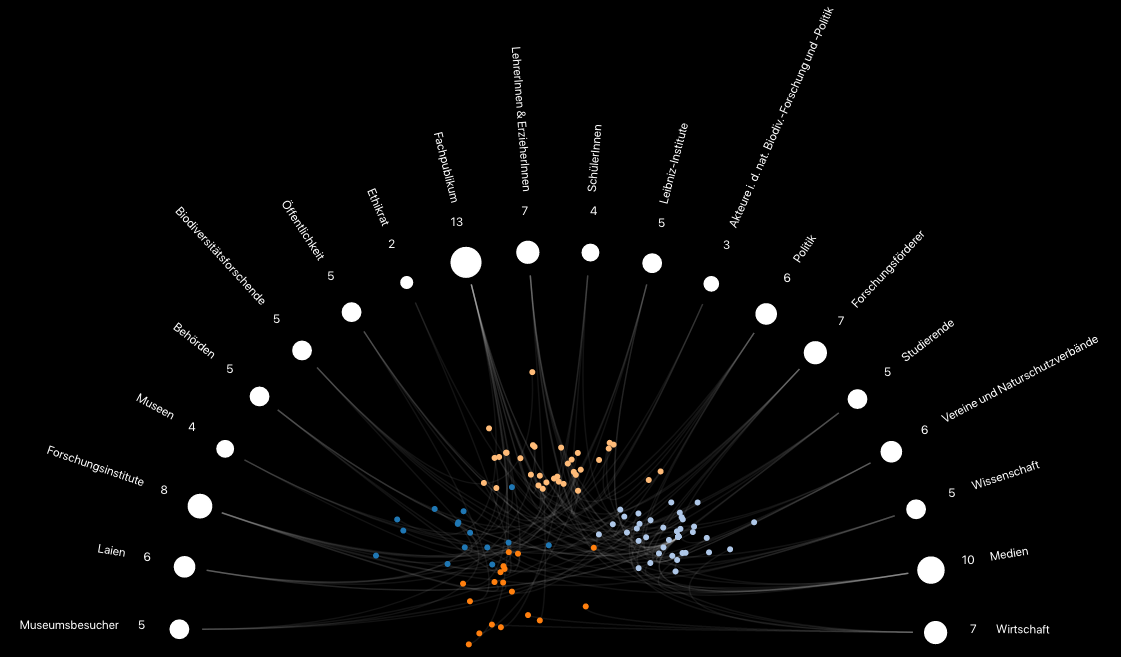 Museumsbesucher 5
Laien 6
Forschungsinstitute 8
Museen 4
Behörden 5
Biodiversitätsforschende 5
Öffentlichkeit 5
Ethikrat 2
Fachpublikum 13
LehrerInnen & ErzieherInnen 7
SchülerInnen 4
Leibniz-Institute 5
Akteure i. d. nat. Biodiv.-Forschung und -Politik 3
Politik 6
Forschungsförderer 7
Studierende 5
Vereine und Naturschutzverbände 6
Wissenschaft 5
10 Medien
7 Wirtschaft